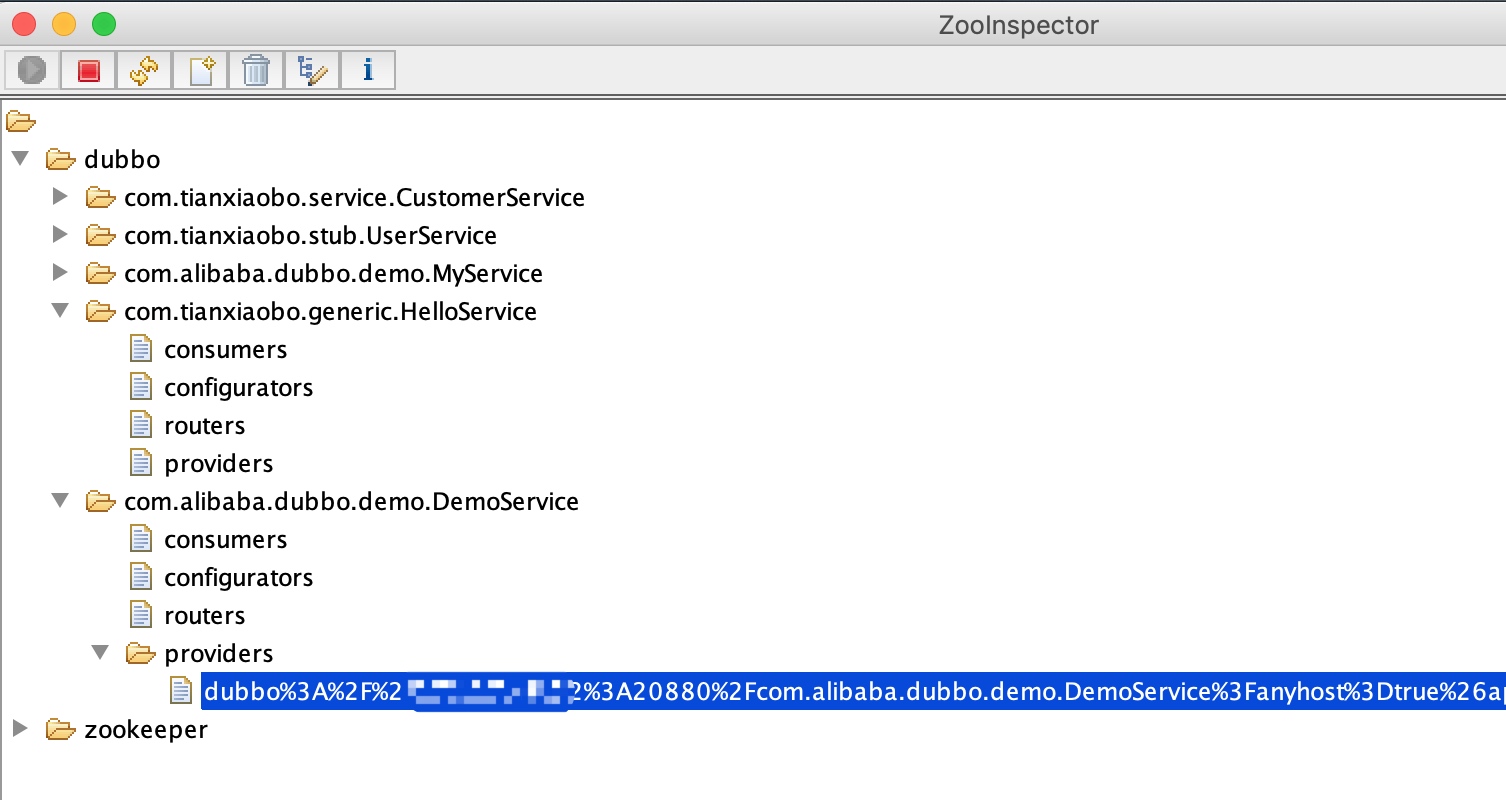 ZooInspector
dubbo
com.tianxiaobo.service.CustomerService
com.tianxiaobo.stub.UserService
com.alibaba.dubbo.demo.MyService
com.tianxiaobo.generic.HelloService
consumers
configurators
routers
providers
com.alibaba.dubbo.demo.DemoService
consumers
configurators
routers
providers
dubbo%3A%2F%2 2%3A20880%2Fcom.alibaba.dubbo.demo.DemoService%3Fanyhost%3Dtrue%26a
zookeeper